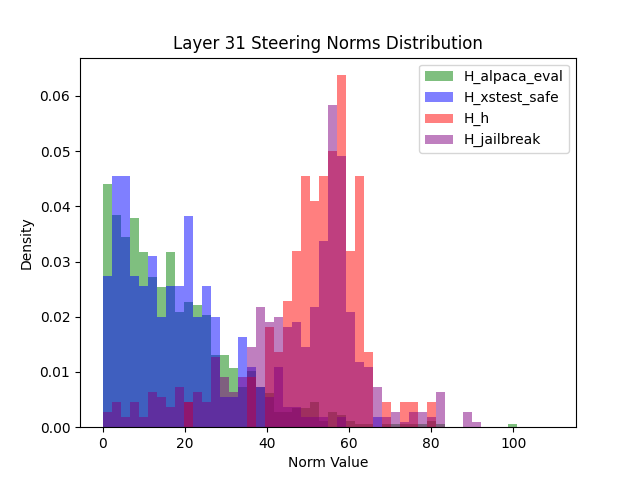 Layer 31 Steering Norms Distribution
H_alpaca_eval
H_xstest_safe
H_h
H_jailbreak
Density
0.06
0.05
0.04
0.03
0.02
0.01
0.00
0 20 40 60 80 100
Norm Value